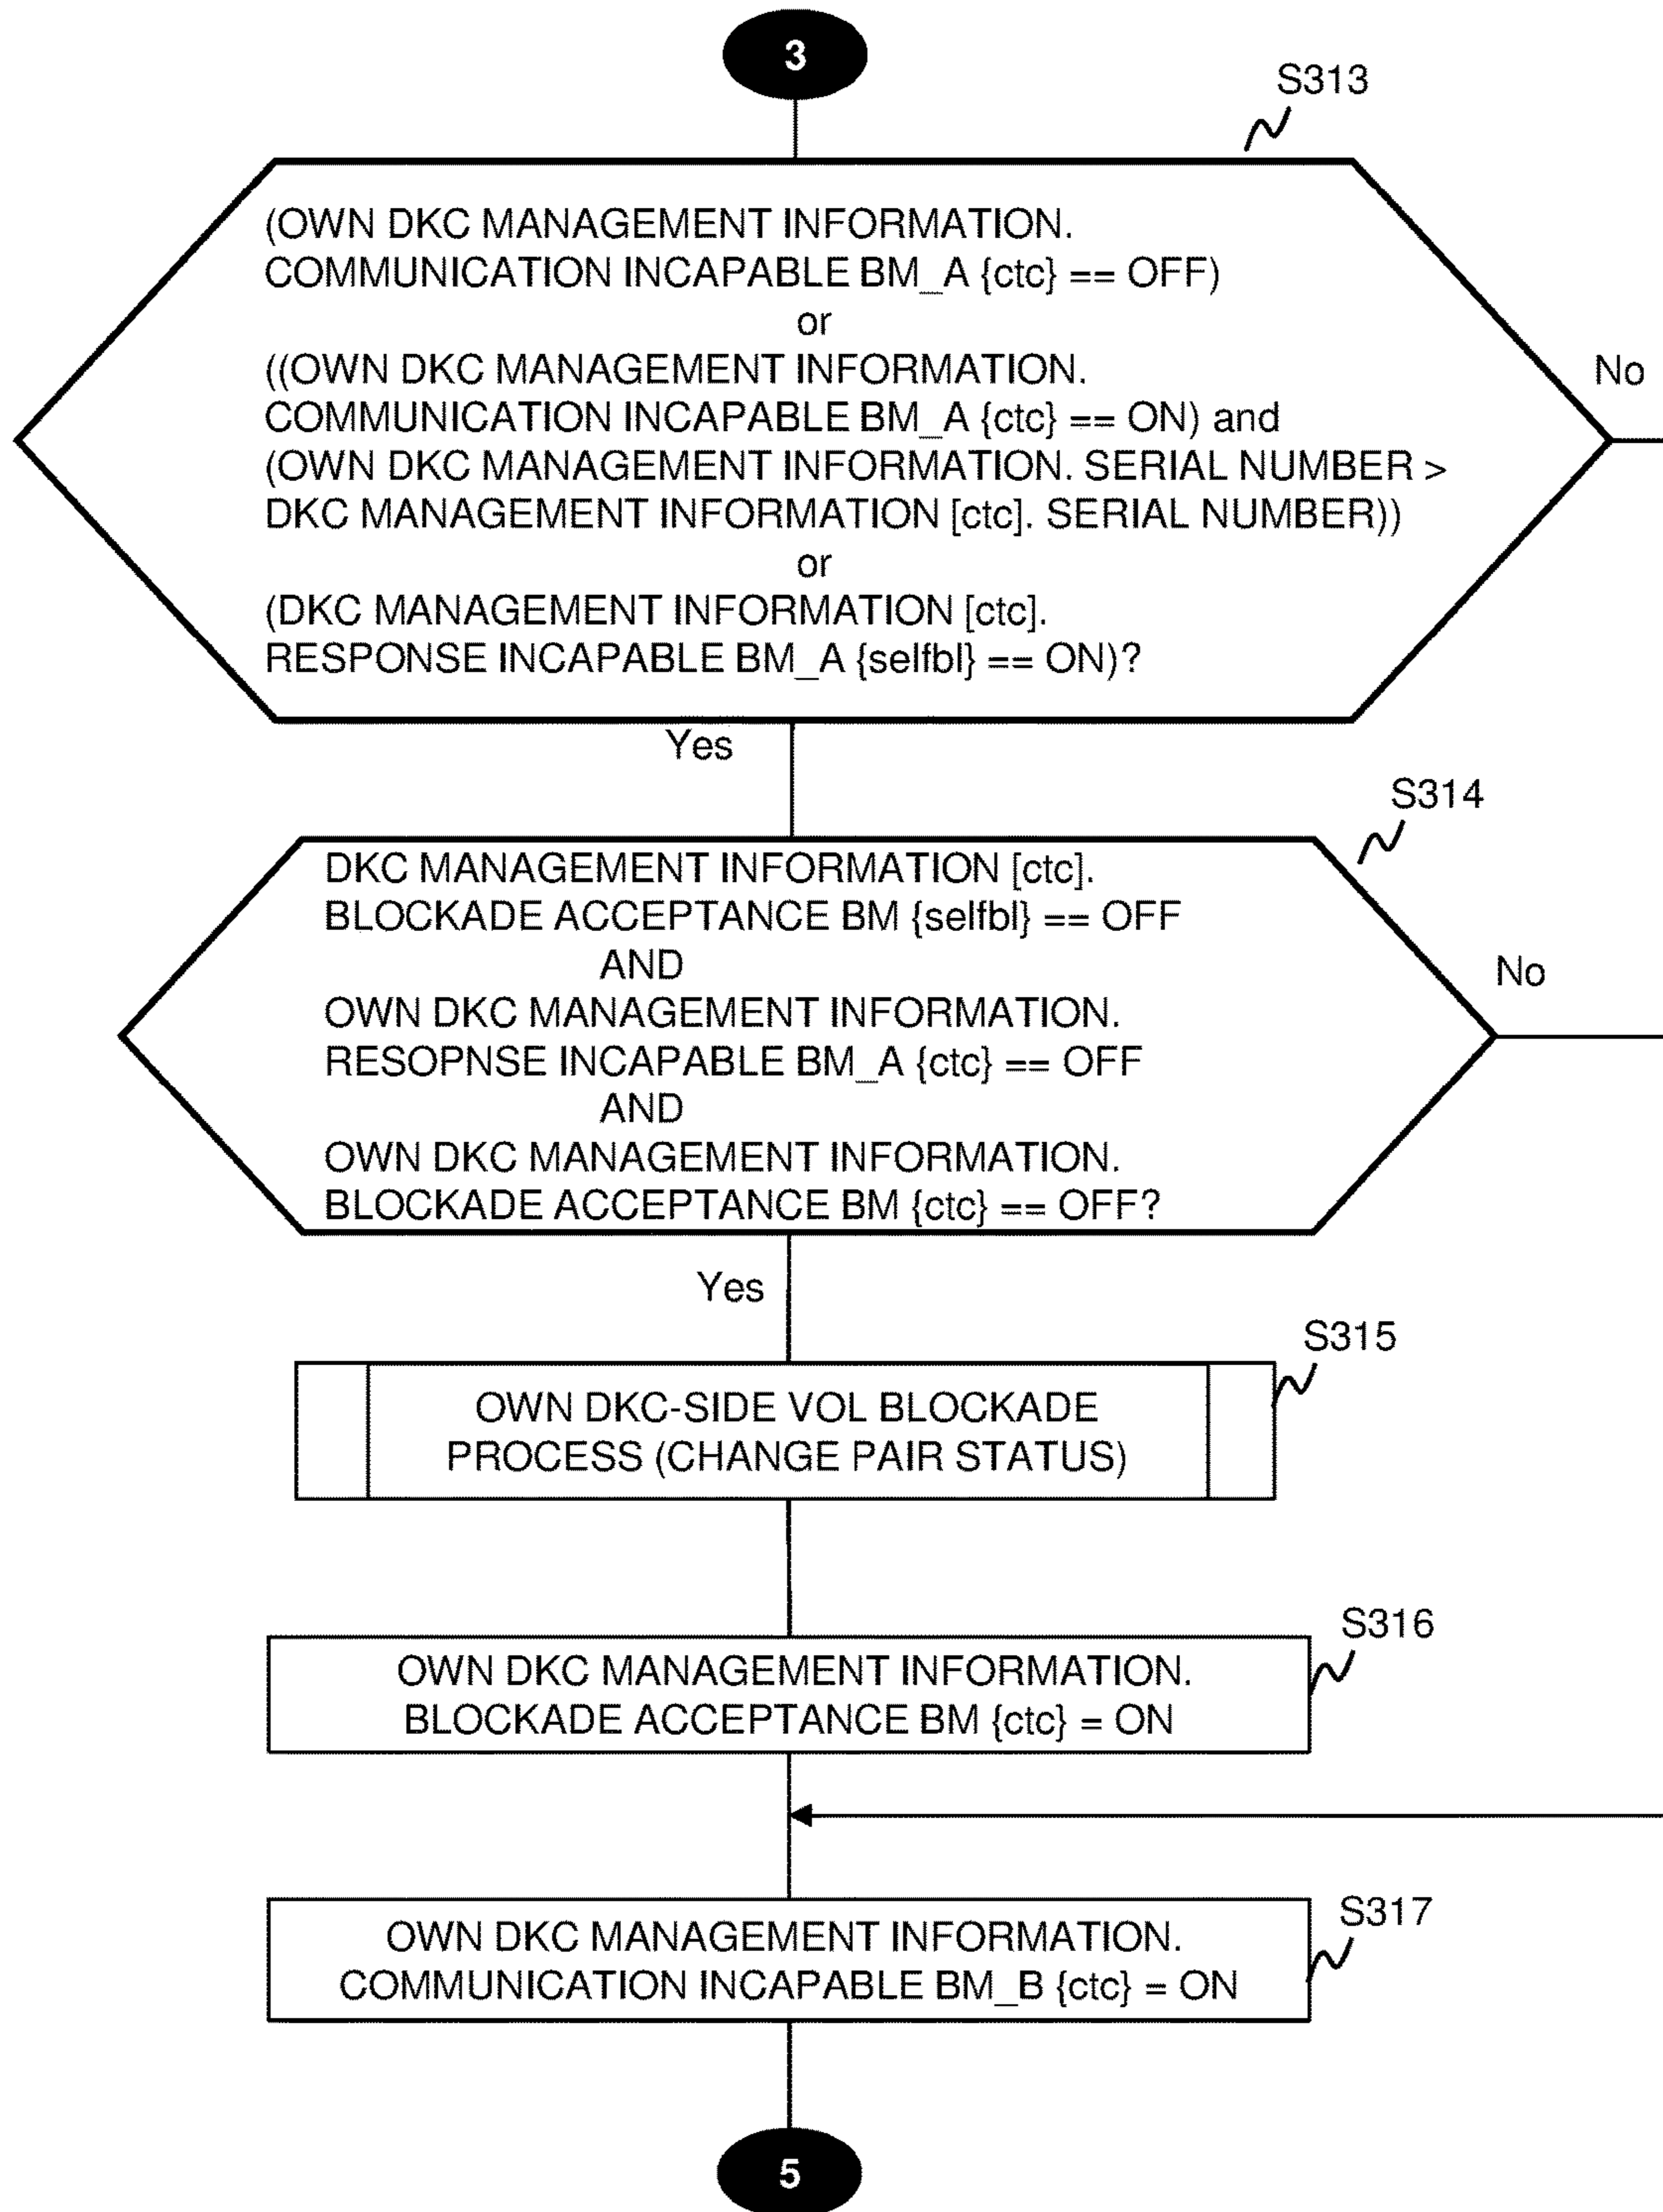 3
S313
(OWN DKC MANAGEMENT INFORMATION.
COMMUNICATION INCAPABLE BM_A {ctc} == OFF)
or
((OWN DKC MANAGEMENT INFORMATION.
COMMUNICATION INCAPABLE BM_A {ctc} == ON) and
(OWN DKC MANAGEMENT INFORMATION. SERIAL NUMBER >
DKC MANAGEMENT INFORMATION [ctc]. SERIAL NUMBER))
or
(DKC MANAGEMENT INFORMATION [ctc].
RESPONSE INCAPABLE BM_A {selfbl} == ON)?
No
Yes
S314
DKC MANAGEMENT INFORMATION [ctc].
BLOCKADE ACCEPTANCE BM {selfbl} == OFF
AND
OWN DKC MANAGEMENT INFORMATION.
RESOPNSE INCAPABLE BM_A {ctc} == OFF
AND
OWN DKC MANAGEMENT INFORMATION.
BLOCKADE ACCEPTANCE BM {ctc} == OFF?
No
Yes
S315
OWN DKC-SIDE VOL BLOCKADE
PROCESS (CHANGE PAIR STATUS)
S316
OWN DKC MANAGEMENT INFORMATION.
BLOCKADE ACCEPTANCE BM {ctc} = ON
S317
OWN DKC MANAGEMENT INFORMATION.
COMMUNICATION INCAPABLE BM_B {ctc} = ON
5